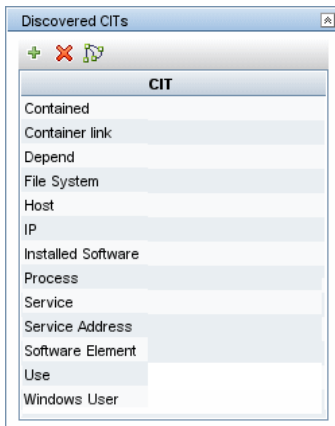 Discovered CITs
CIT
Contained
Container link
Depend
File System
Host
IP
Installed Software
Process
Service
Service Address
Software Element
Use
Windows User